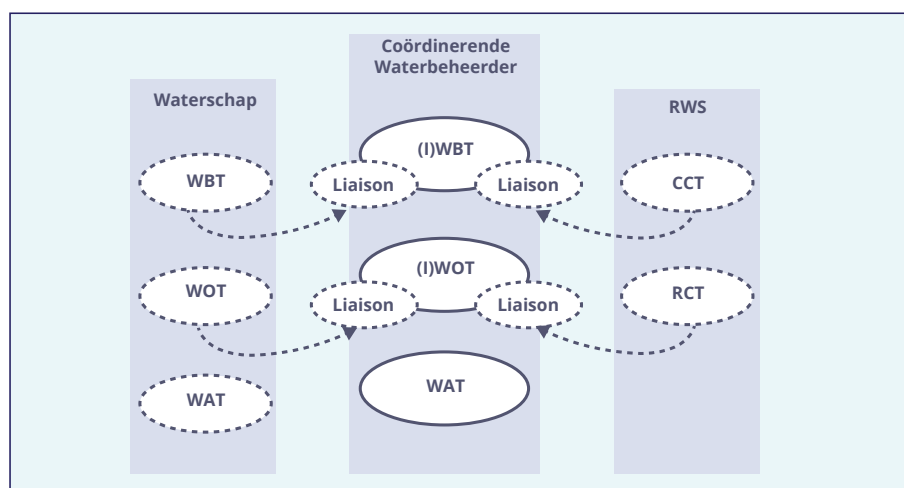 Coördinerende
Waterbeheerder
Waterschap
RWS
(I)WBT
WBT
Liaison
Liaison
CCT
(I)WOT
WOT
Liaison
Liaison
RCT
WAT
WAT